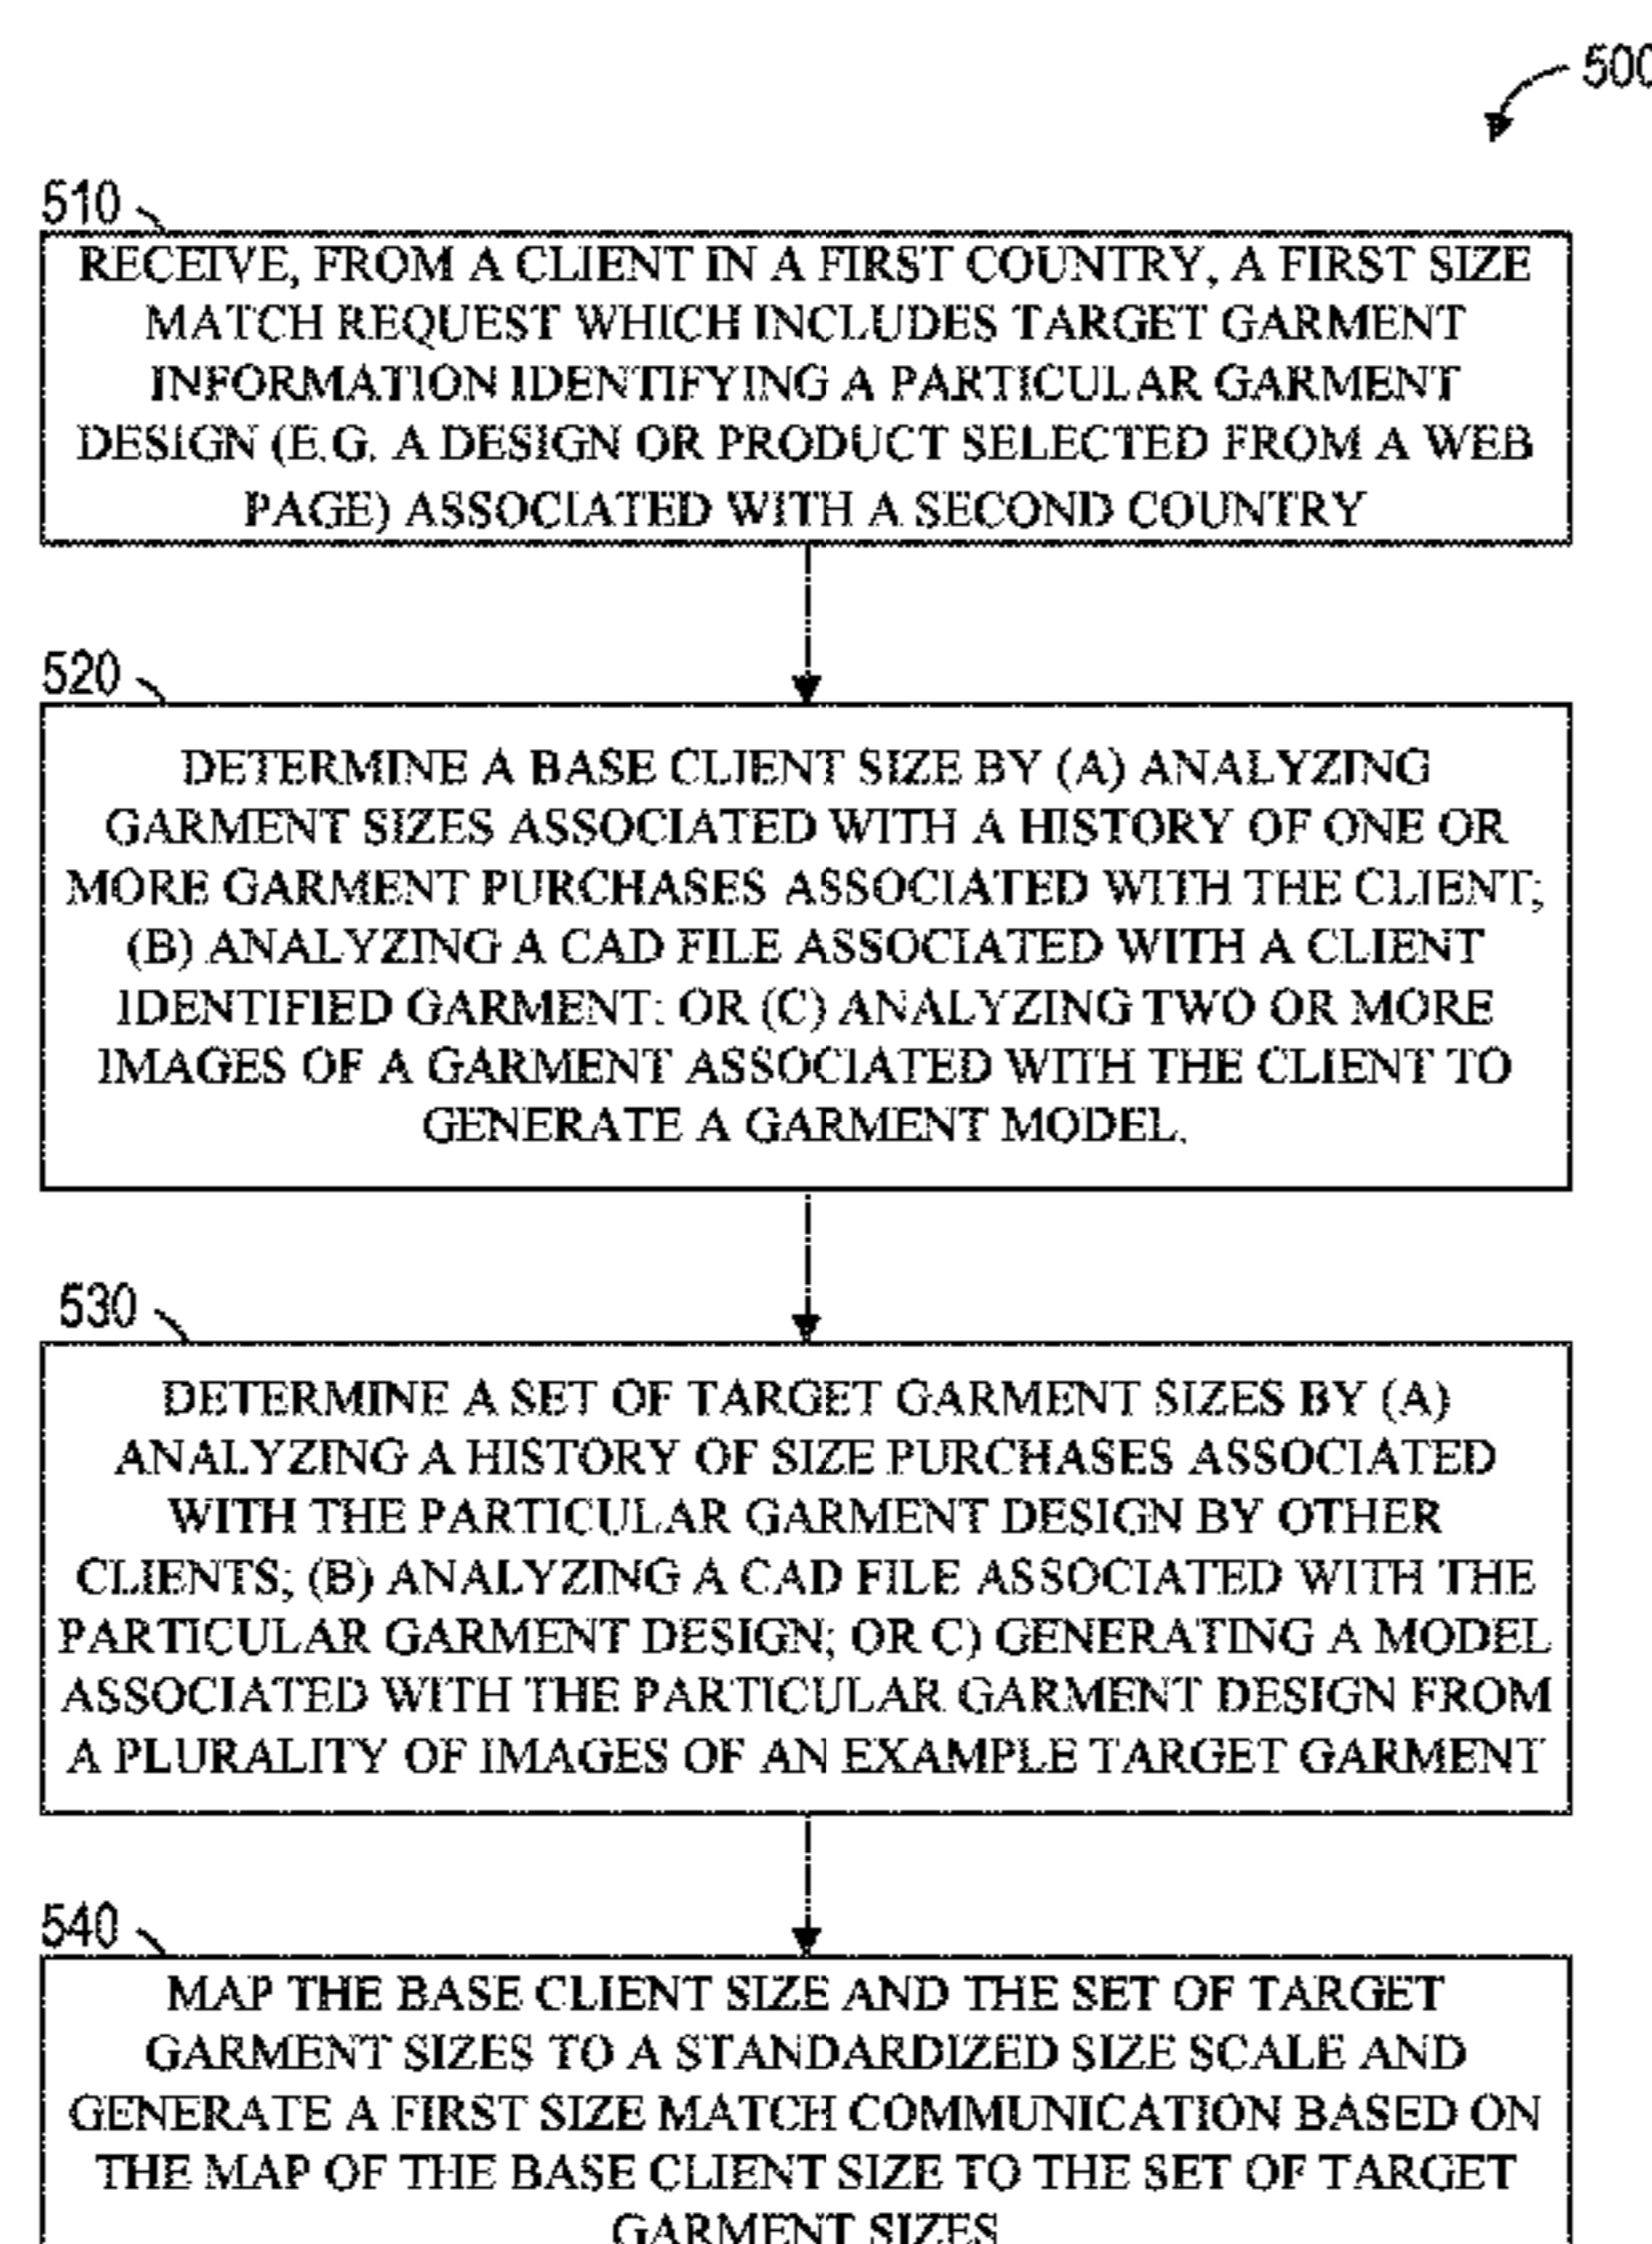 500
510
RECEIVE, FROM A CLIENT IN A FIRST COUNTRY, A FIRST SIZE
MATCH REQUEST WHICH INCLUDES TARGET GARMENT
INFORMATION IDENTIFYING A PARTICULAR GARMENT
DESIGN (E.G. A DESIGN OR PRODUCT SELECTED FROM A WEB
PAGE) ASSOCIATED WITH A SECOND COUNTRY
520
DETERMINE A BASE CLIENT SIZE BY (A) ANALYZING
GARMENT SIZES ASSOCIATED WITH A HISTORY OF ONE OR
MORE GARMENT PURCHASES ASSOCIATED WITH THE CLIENT;
(B) ANALYZING A CAD FILE ASSOCIATED WITH A CLIENT
IDENTIFIED GARMENT; OR (C) ANALYZING TWO OR MORE
IMAGES OF A GARMENT ASSOCIATED WITH THE CLIENT TO
GENERATE A GARMENT MODEL.
530
DETERMINE A SET OF TARGET GARMENT SIZES BY (A)
ANALYZING A HISTORY OF SIZE PURCHASES ASSOCIATED
WITH THE PARTICULAR GARMENT DESIGN BY OTHER
CLIENTS; (B) ANALYZING A CAD FILE ASSOCIATED WITH THE
PARTICULAR GARMENT DESIGN; OR C) GENERATING A MODEL
ASSOCIATED WITH THE PARTICULAR GARMENT DESIGN FROM
A PLURALITY OF IMAGES OF AN EXAMPLE TARGET GARMENT
540
MAP THE BASE CLIENT SIZE AND THE SET OF TARGET
GARMENT SIZES TO A STANDARDIZED SIZE SCALE AND
GENERATE A FIRST SIZE MATCH COMMUNICATION BASED ON
THE MAP OF THE BASE CLIENT SIZE TO THE SET OF TARGET
GARMENT SIZES